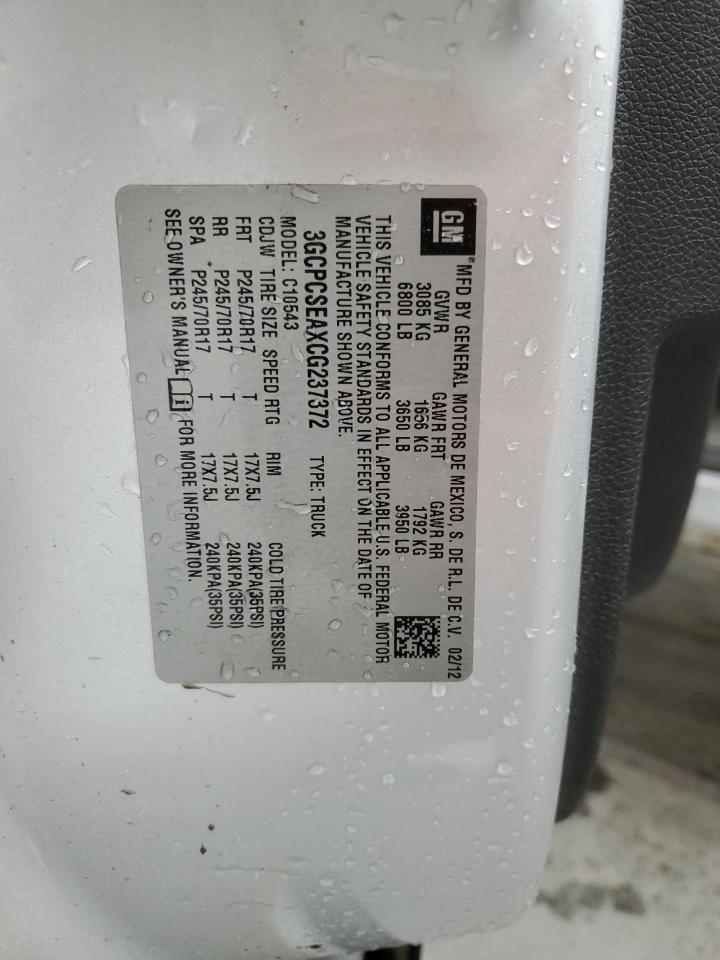 GM
MFD BY GENERAL MOTORS DE MEXICO, S. DE R.L. DE C.V. 02/12
GVWR GAWR FRT GAWR RR
3085 KG 1656 KG 1792 KG
6800 LB 3650 LB 3950 LB
THIS VEHICLE CONFORMS TO ALL APPLICABLE U.S. FEDERAL MOTOR
VEHICLE SAFETY STANDARDS IN EFFECT ON THE DATE OF
MANUFACTURE SHOWN ABOVE.
3GCPCSEAXCG237372 TYPE: TRUCK
MODEL: C10543
CDJW TIRE SIZE SPEED RTG RIM COLD TIRE PRESSURE
FRT P245/70R17 T 17X7.5J 240KPA(35PSI)
RR P245/70R17 T 17X7.5J 240KPA(35PSI)
SPA P245/70R17 T 17X7.5J 240KPA(35PSI)
SEE OWNER'S MANUAL FOR MORE INFORMATION.